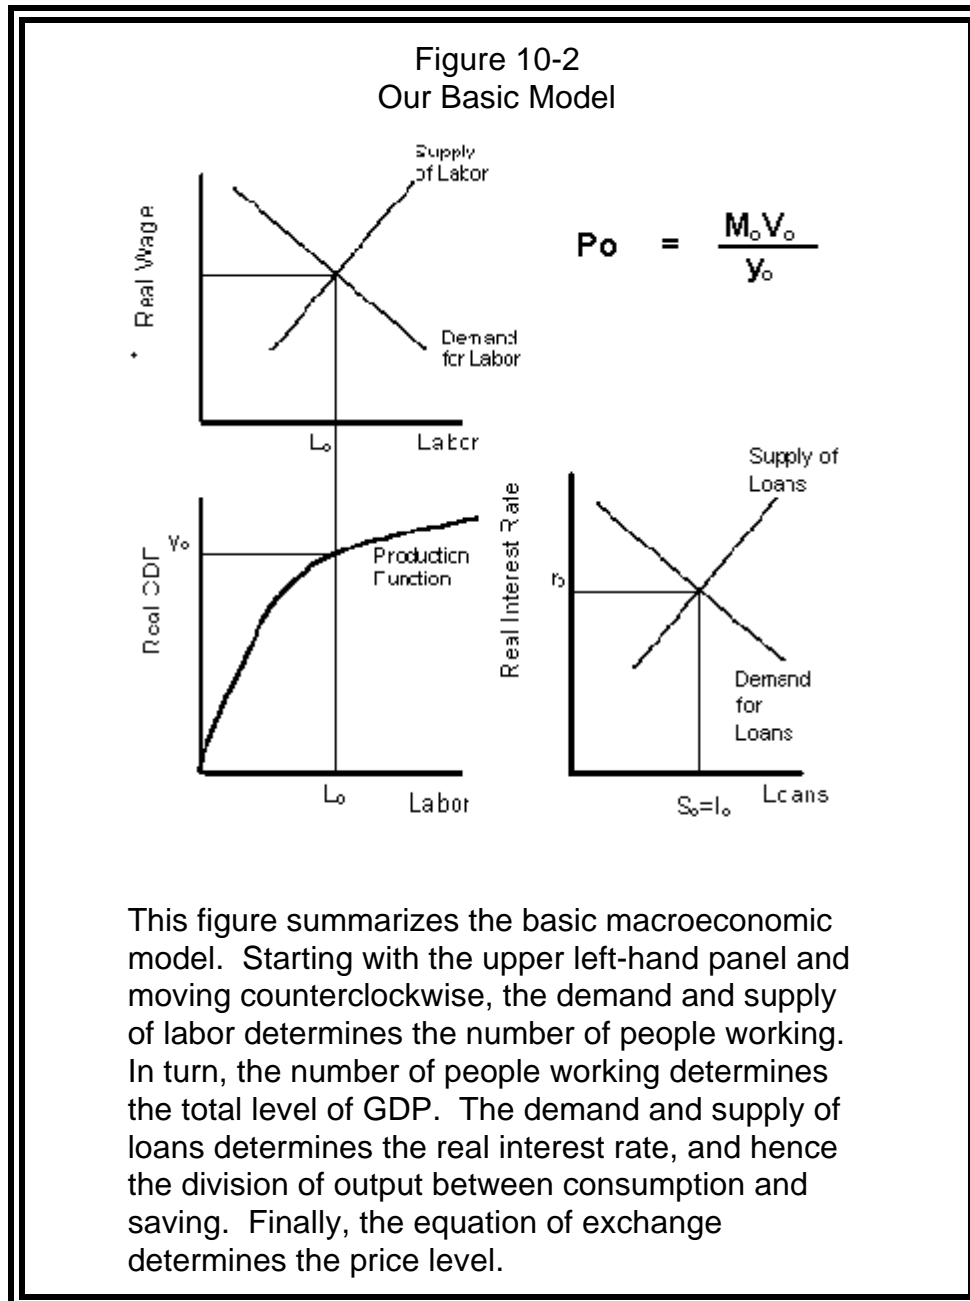 Figure 10-2
Our Basic Model
Supply
of Labor
Real Wage
Po = MₒVₒ
yₒ
Demand
for Labor
Lₒ
Labor
Supply of
Loans
Real Interest Rate
Real GDP
yₒ
Production
Function
rₒ
Demand
for
Loans
Lₒ
Labor
Sₒ=Iₒ
Loans
This figure summarizes the basic macroeconomic
model. Starting with the upper left-hand panel and
moving counterclockwise, the demand and supply
of labor determines the number of people working.
In turn, the number of people working determines
the total level of GDP. The demand and supply of
loans determines the real interest rate, and hence
the division of output between consumption and
saving. Finally, the equation of exchange
determines the price level.